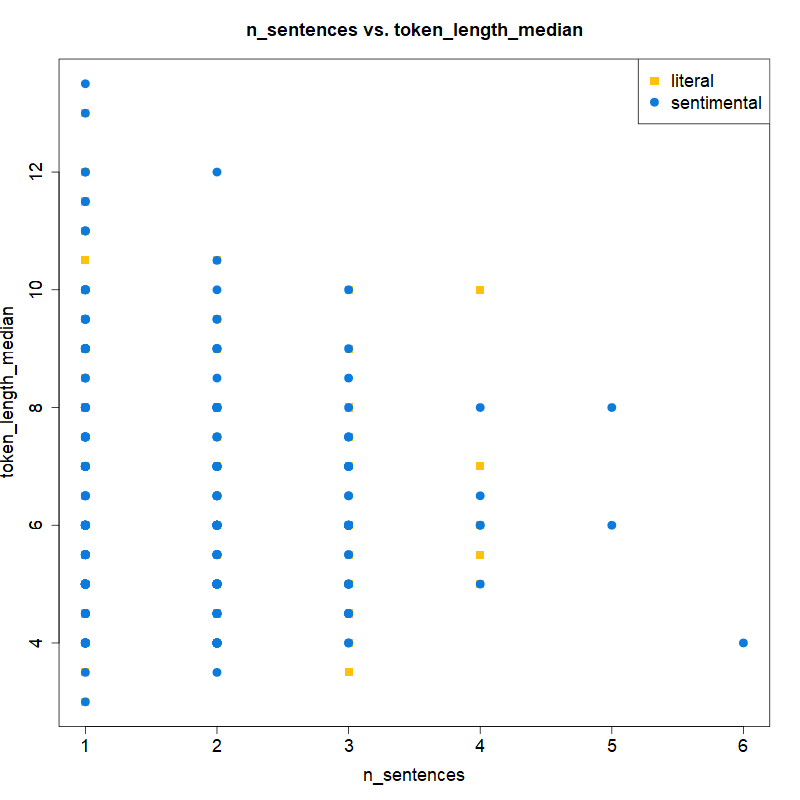 n_sentences vs. token_length_median
literal
sentimental
token_length_median
12
10
8
6
4
1 2 3 4 5 6
n_sentences